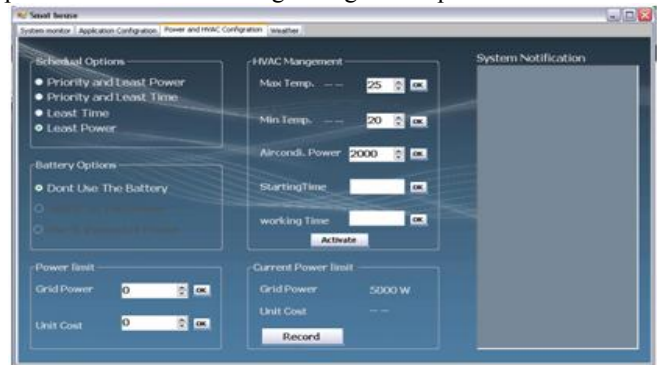 Smart house
System monitor Application Configration Power and HVAC Configration Weather
Schedual Options
Priority and Least Power
Priority and Least Time
Least Time
Least Power
Battery Options
Dont Use The Battery
Power limit
Grid Power 0 OK
Unit Cost 0 OK
HVAC Mangement
Max Temp. -- -- 25 OK
Min Temp. -- -- 20 OK
Aircondi. Power 2000 OK
StartingTime OK
working Time OK
Activate
Current Power limit
Grid Power 5000 W
Unit Cost -- --
Record
System Notification